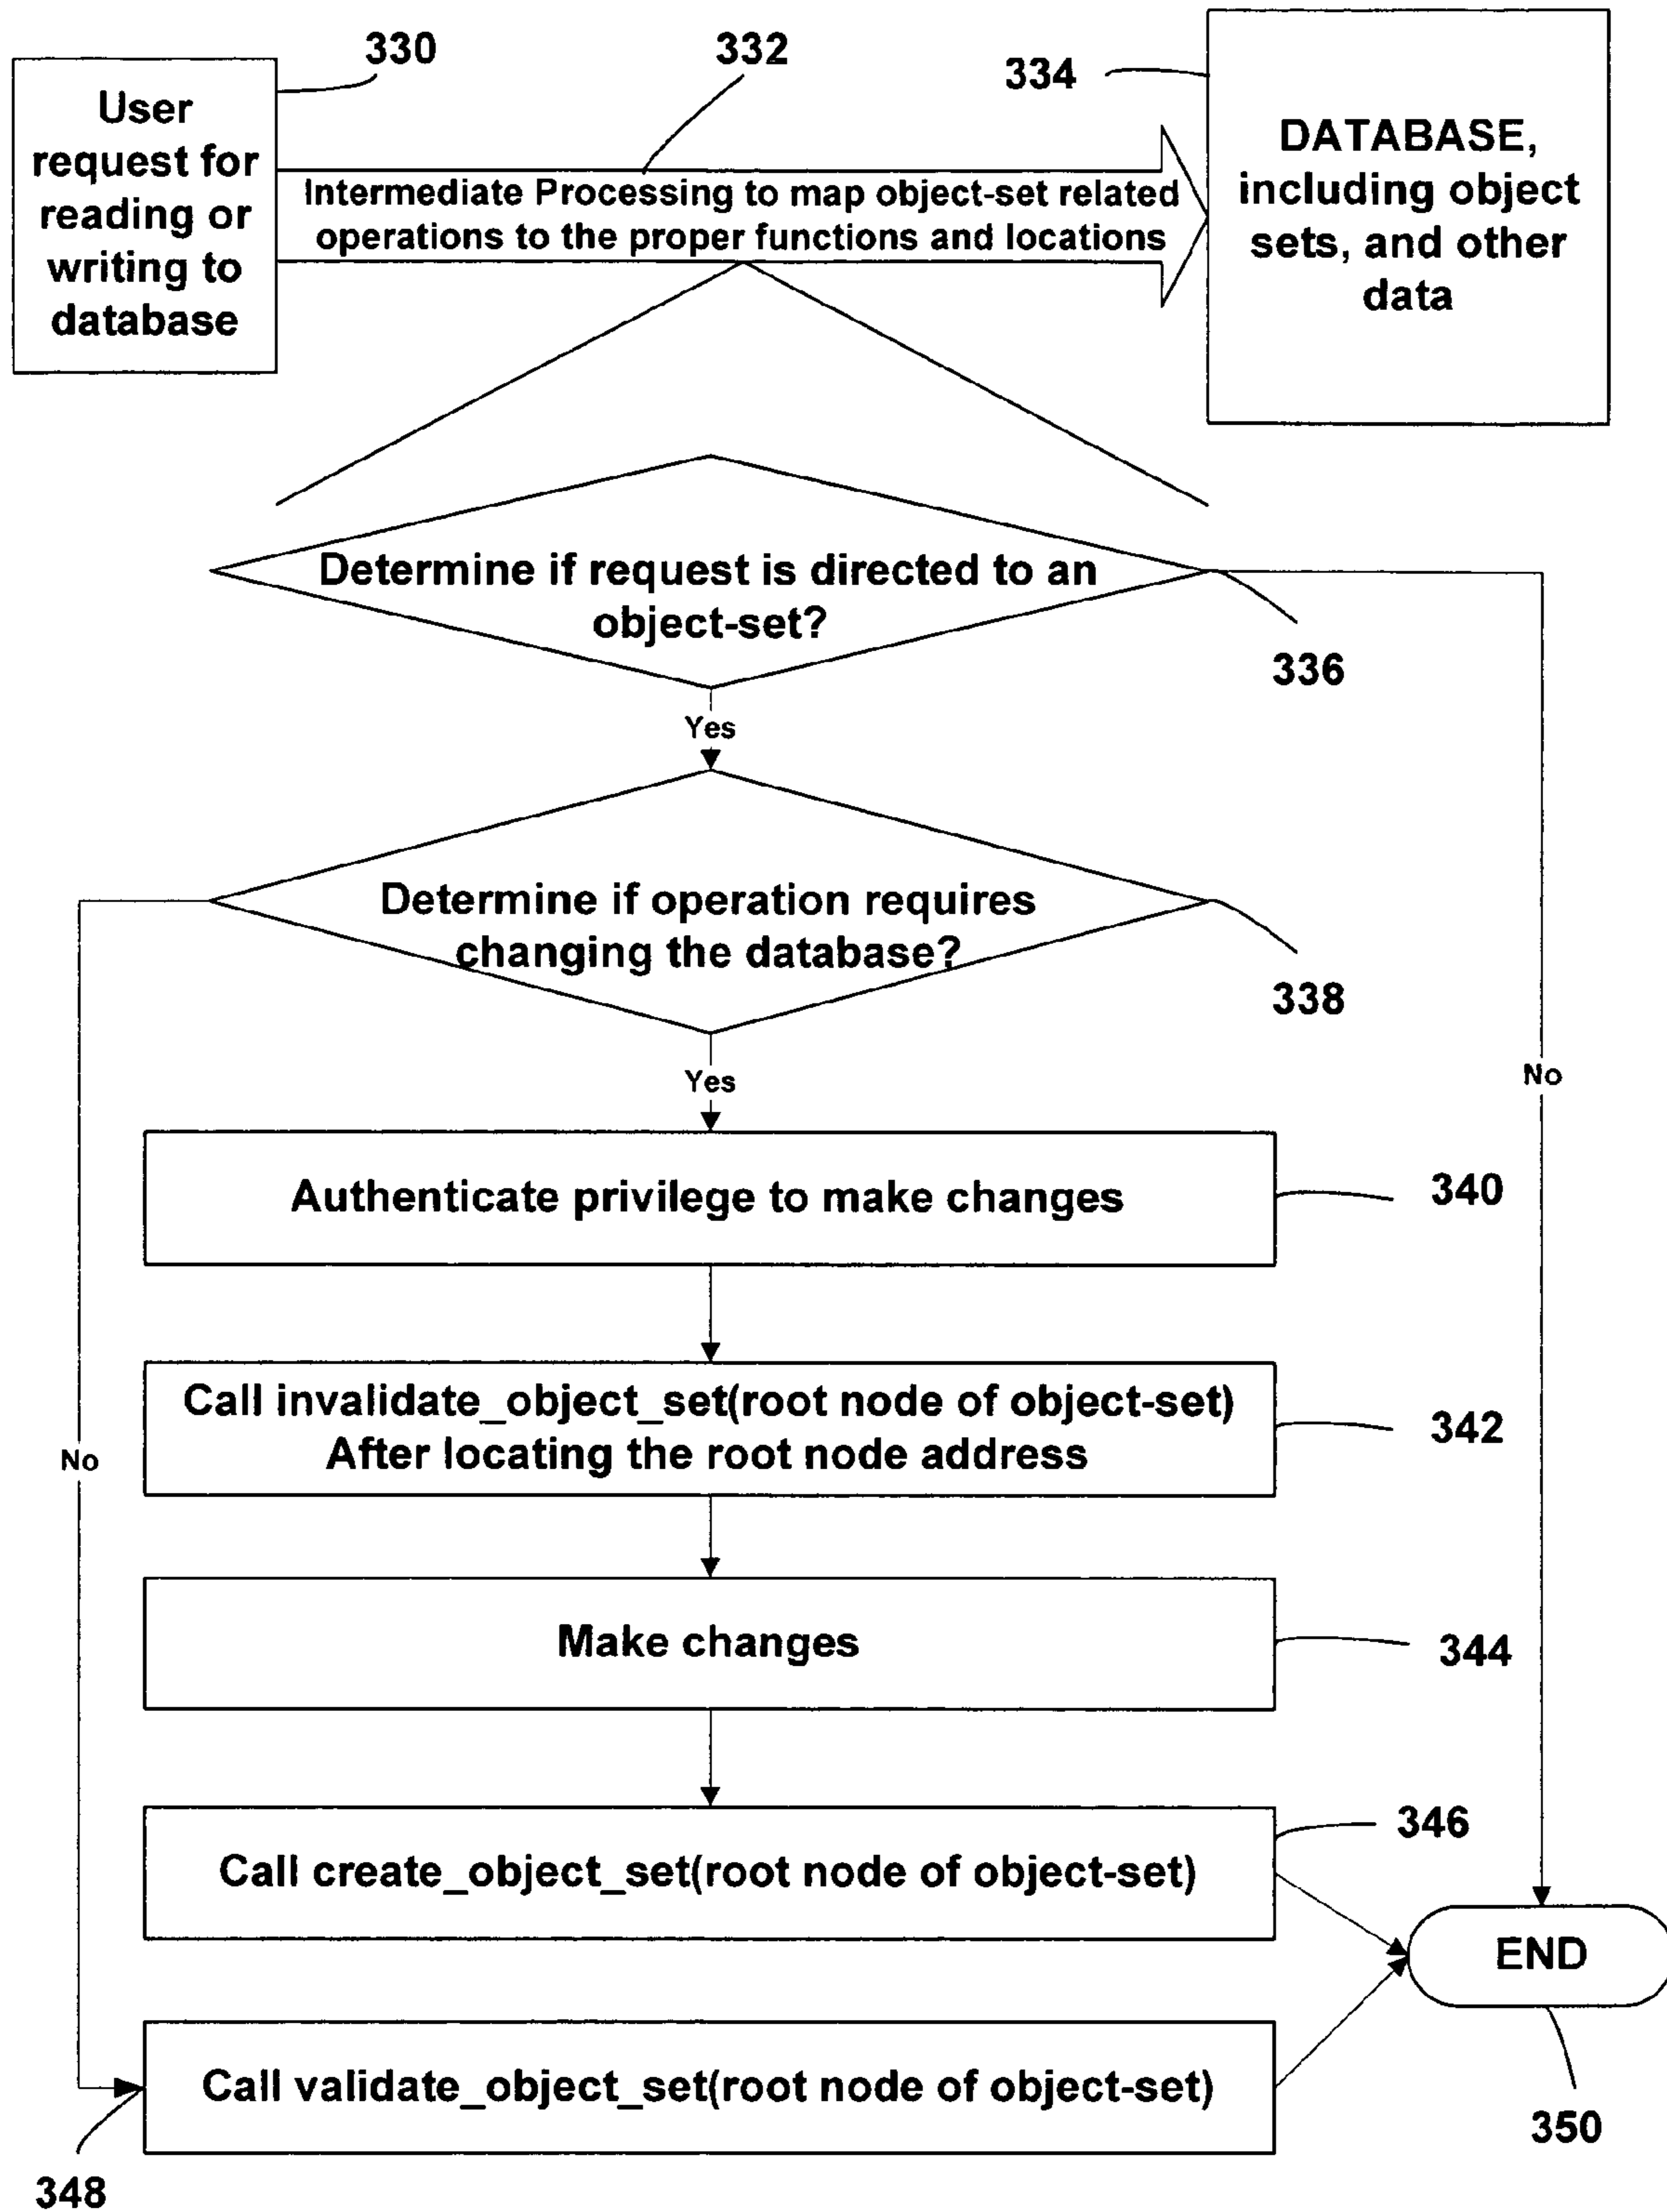 330
332
334
User
request for
reading or
writing to
database
Intermediate Processing to map object-set related
operations to the proper functions and locations
DATABASE,
including object
sets, and other
data
Determine if request is directed to an
object-set?
336
Yes
Determine if operation requires
changing the database?
338
No
Yes
Authenticate privilege to make changes
340
Call invalidate_object_set(root node of object-set)
After locating the root node address
342
No
Make changes
344
346
Call create_object_set(root node of object-set)
END
Call validate_object_set(root node of object-set)
350
348